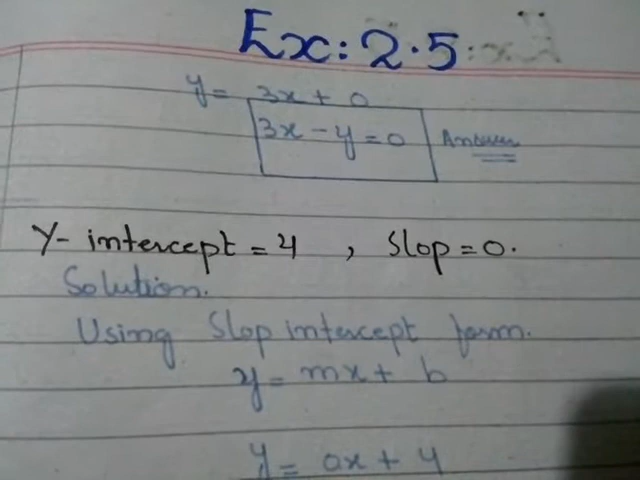 Ex: 2.5
y = 3x + 0
3x - y = 0 Answer
Y- intercept = 4 , Slop = 0.
Solution.
Using Slop intercept form.
y = mx + b
y = 0x + 4